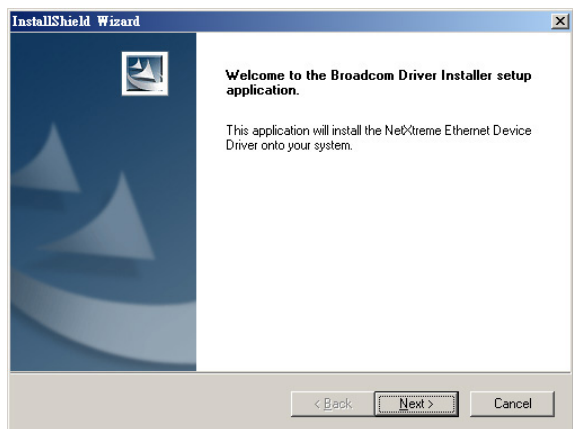 InstallShield Wizard
Welcome to the Broadcom Driver Installer setup
application.
This application will install the NetXtreme Ethernet Device
Driver onto your system.
< Back
Next >
Cancel